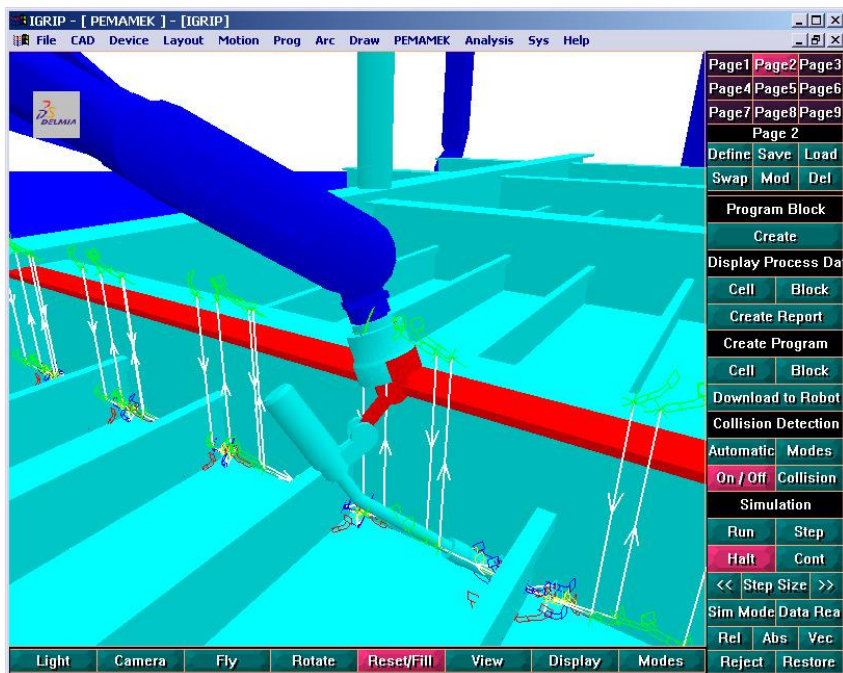 IGRIP - [ PEMAMEK ] - [IGRIP]
File CAD Device Layout Motion Prog Arc Draw PEMAMEK Analysis Sys Help
DELMIA
Page1 Page2 Page3
Page4 Page5 Page6
Page7 Page8 Page9
Page 2
Define Save Load
Swap Mod Del
Program Block
Create
Display Process Dat
Cell Block
Create Report
Create Program
Cell Block
Download to Robot
Collision Detection
Automatic Modes
On / Off Collision
Simulation
Run Step
Halt Cont
<< Step Size >>
Sim Mode Data Rea
Rel Abs Vec
Reject Restore
Light Camera Fly Rotate Reset/Fill View Display Modes